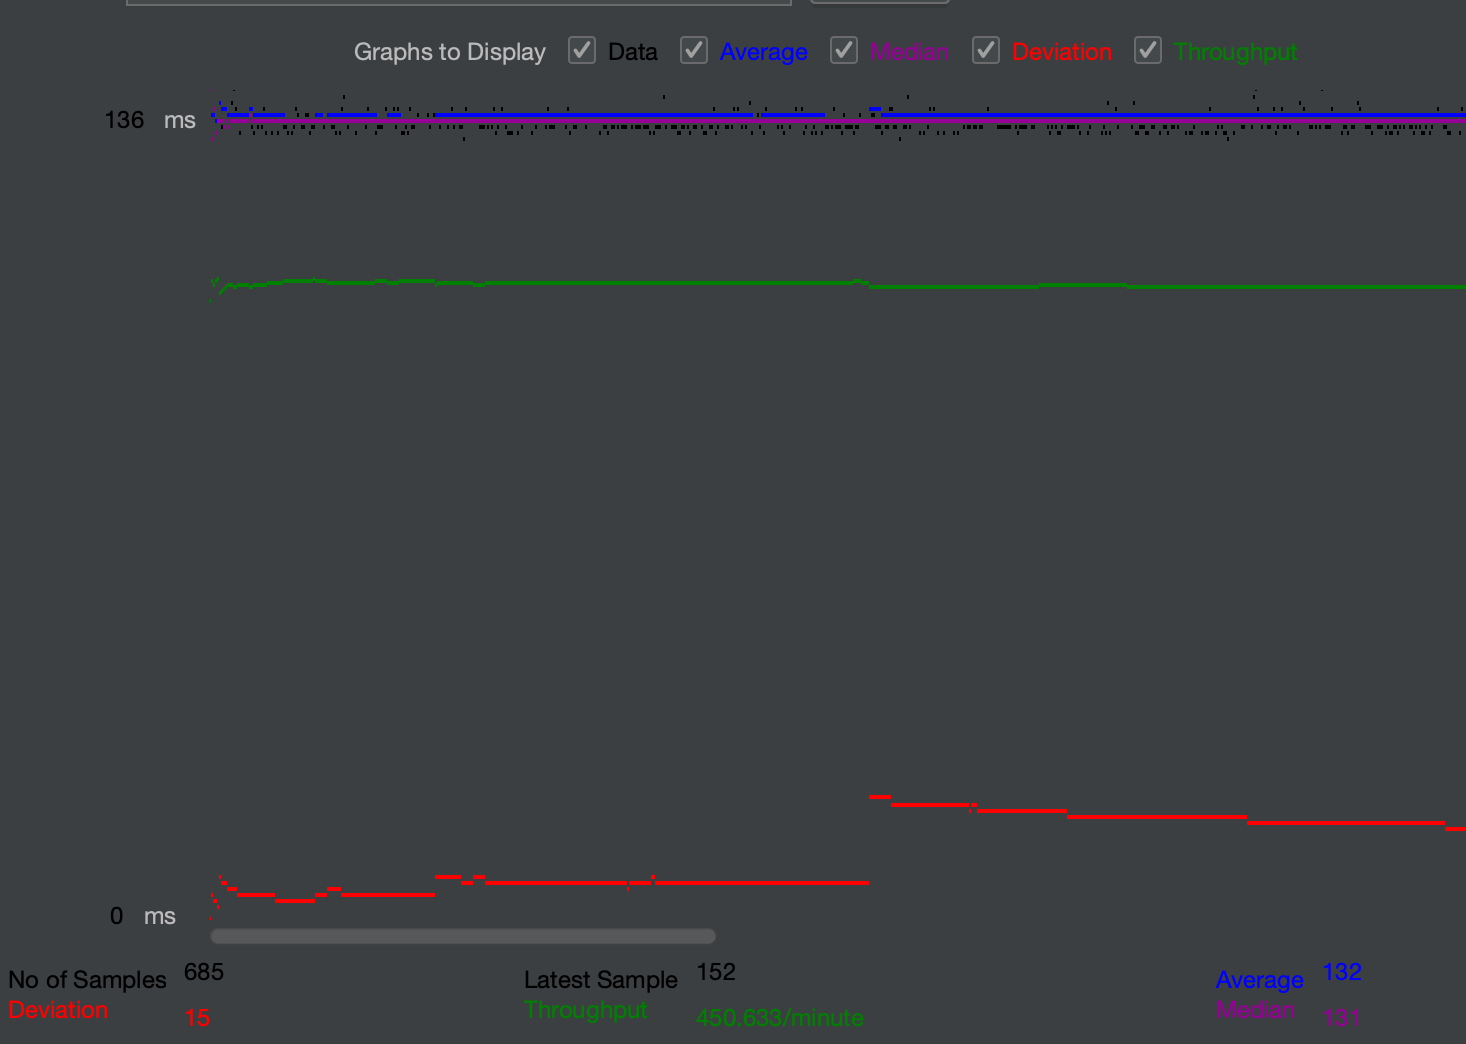 Graphs to Display Data Average Median Deviation Throughput
136 ms
0 ms
No of Samples 685 Latest Sample 152 Average 132
Deviation 15 Throughput 450.633/minute Median 131